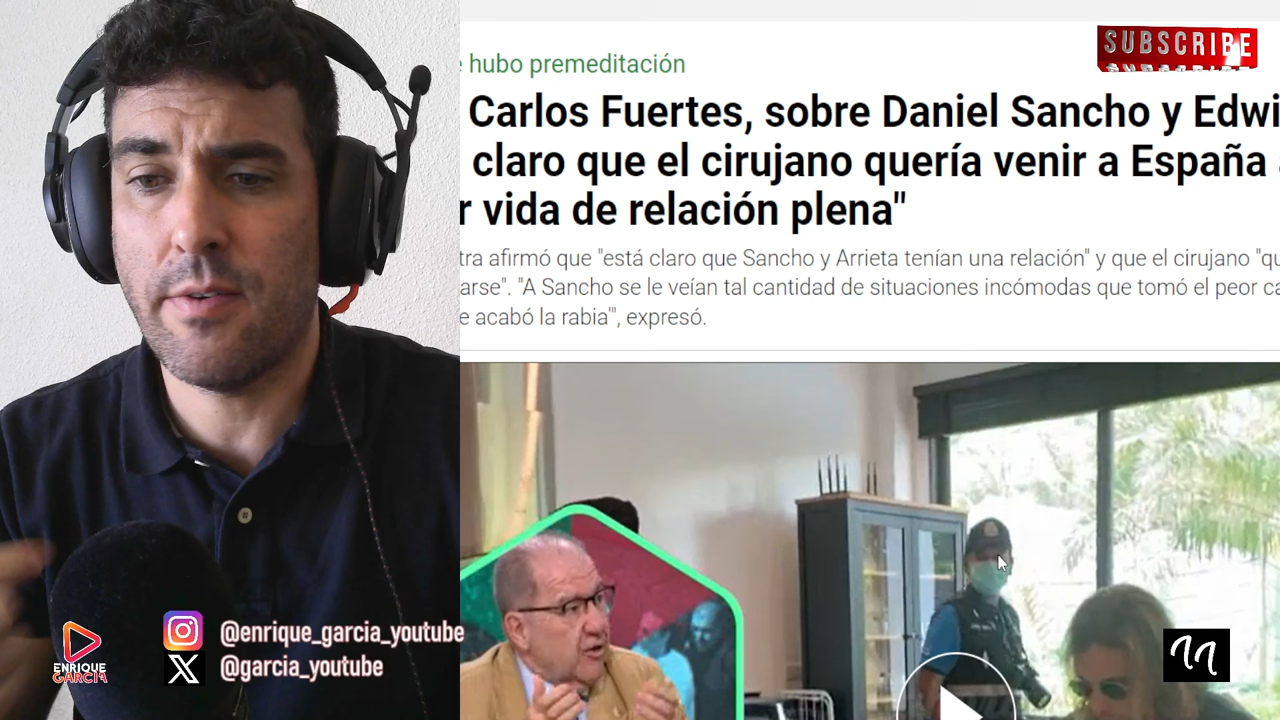 SUBSCRIBE
hubo premeditación
Carlos Fuertes, sobre Daniel Sancho y Edwi
claro que el cirujano quería venir a España
r vida de relación plena"
tra afirmó que "está claro que Sancho y Arrieta tenían una relación" y que el cirujano "qu
arse". "A Sancho se le veían tal cantidad de situaciones incómodas que tomó el peor ca
e acabó la rabia'", expresó.
@enrique_garcia_youtube
@garcia_youtube
ENRIQUE
GARCIA